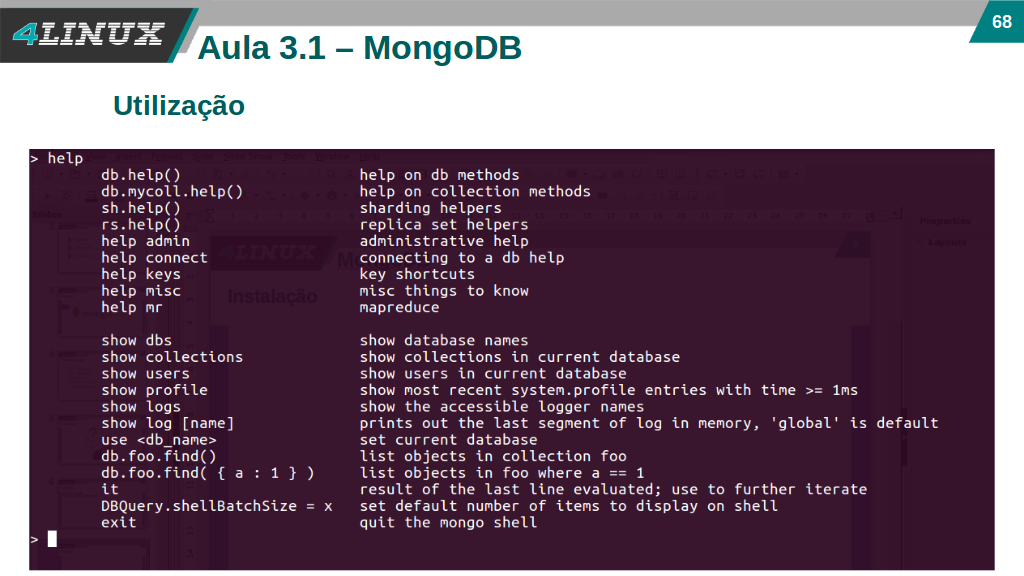 4LINUX
68
Aula 3.1 – MongoDB
Utilização
> help
db.help() help on db methods
db.mycoll.help() help on collection methods
sh.help() sharding helpers
rs.help() replica set helpers
help admin administrative help
help connect connecting to a db help
help keys key shortcuts
help misc misc things to know
help mr mapreduce
show dbs show database names
show collections show collections in current database
show users show users in current database
show profile show most recent system.profile entries with time >= 1ms
show logs show the accessible logger names
show log [name] prints out the last segment of log in memory, 'global' is default
use <db_name> set current database
db.foo.find() list objects in collection foo
db.foo.find( { a : 1 } ) list objects in foo where a == 1
it result of the last line evaluated; use to further iterate
DBQuery.shellBatchSize = x set default number of items to display on shell
exit quit the mongo shell
>
4LINUX
Instalação
Properties
Layouts